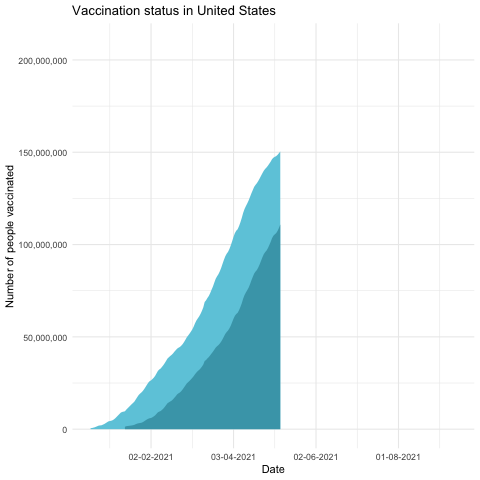 Vaccination status in United States
200,000,000
150,000,000
100,000,000
50,000,000
0
Number of people vaccinated
02-02-2021 03-04-2021 02-06-2021 01-08-2021
Date